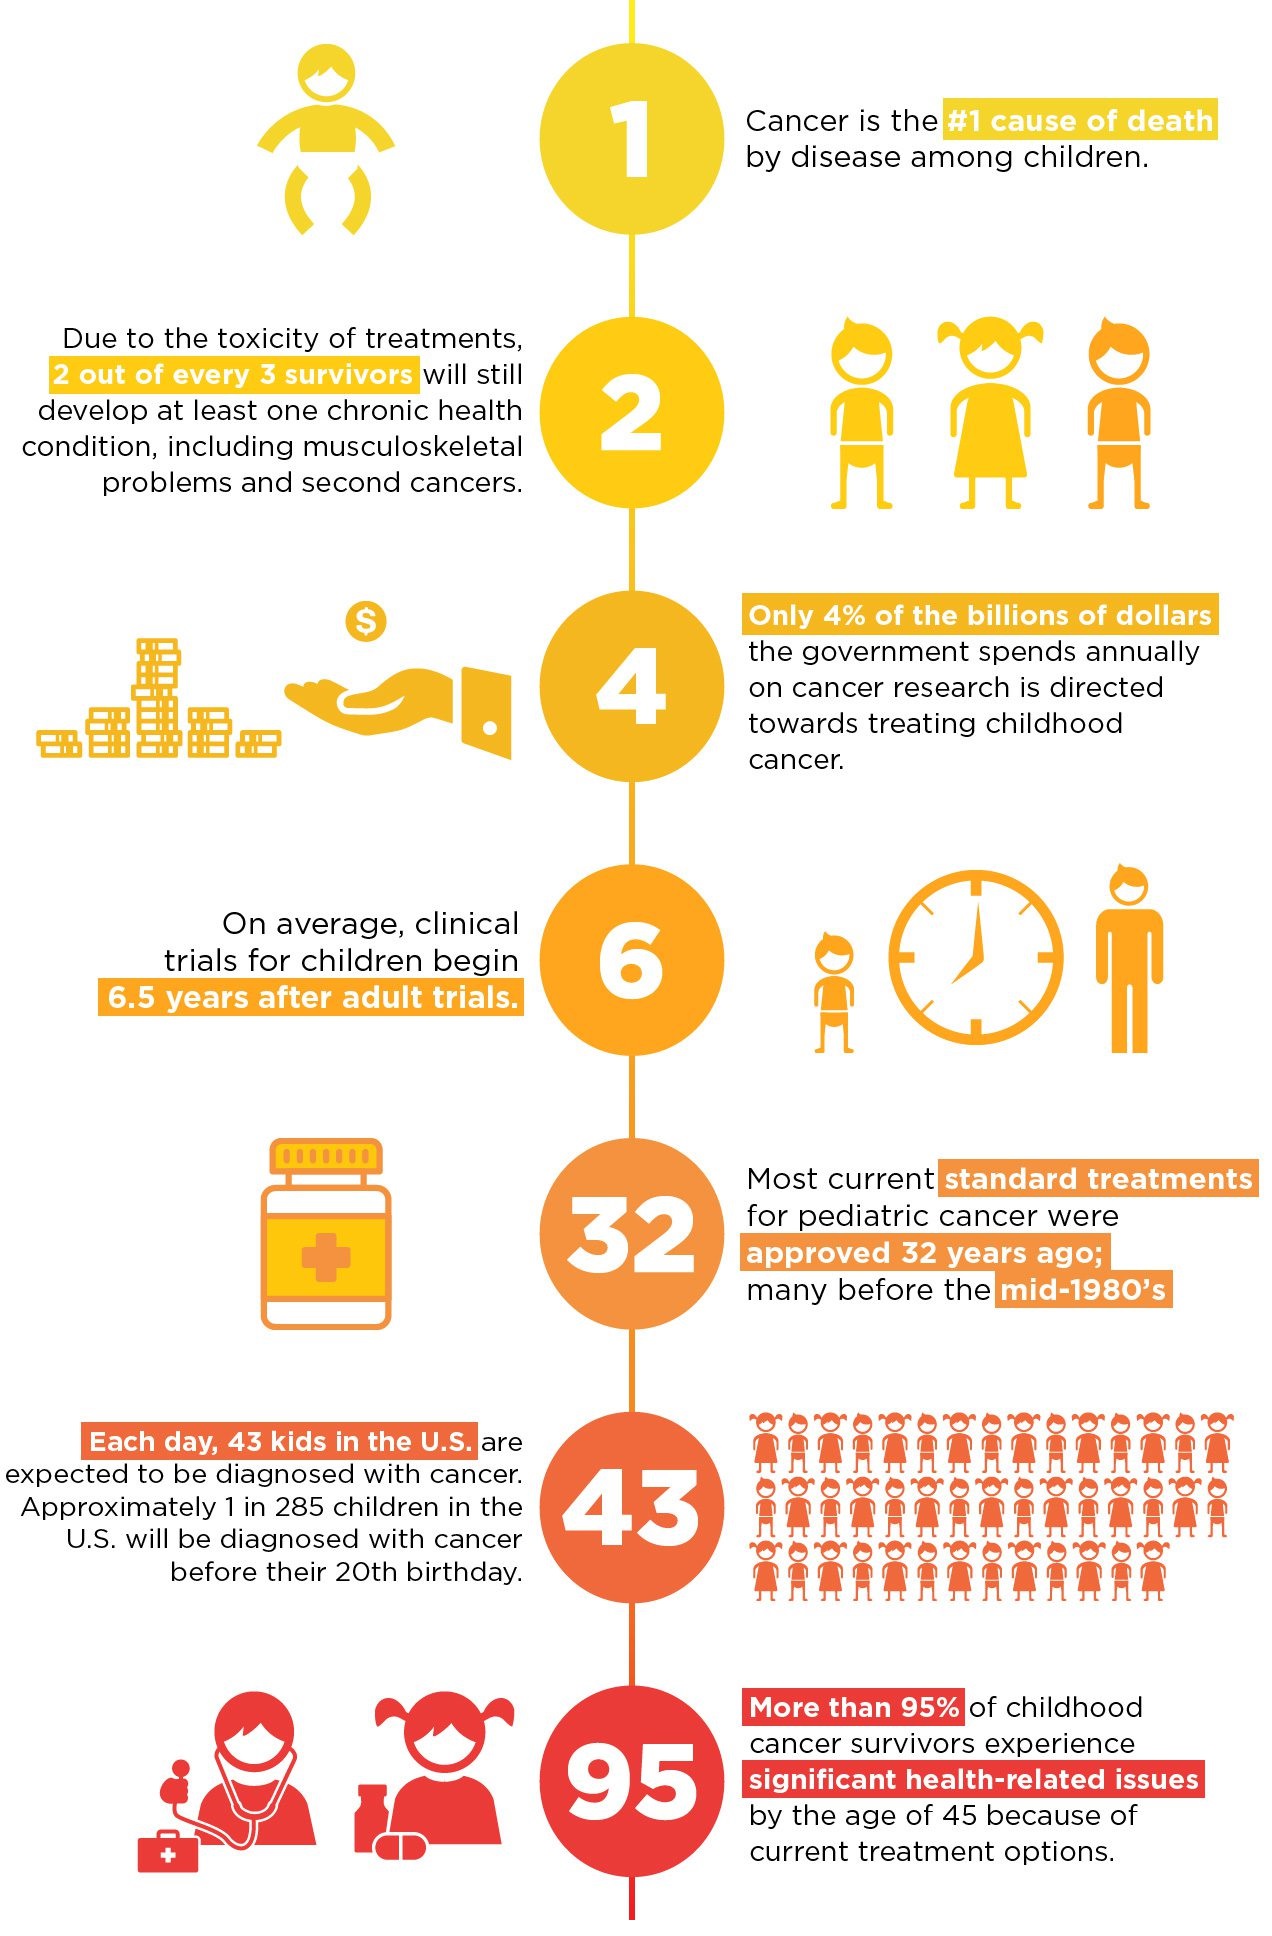 1
Cancer is the #1 cause of death
by disease among children.
Due to the toxicity of treatments,
2 out of every 3 survivors will still
develop at least one chronic health
condition, including musculoskeletal
problems and second cancers.
2
$
4
Only 4% of the billions of dollars
the government spends annually
on cancer research is directed
towards treating childhood
cancer.
On average, clinical
trials for children begin
6.5 years after adult trials.
6
32
Most current standard treatments
for pediatric cancer were
approved 32 years ago;
many before the mid-1980’s
Each day, 43 kids in the U.S. are
expected to be diagnosed with cancer.
Approximately 1 in 285 children in the
U.S. will be diagnosed with cancer
before their 20th birthday.
43
95
More than 95% of childhood
cancer survivors experience
significant health-related issues
by the age of 45 because of
current treatment options.